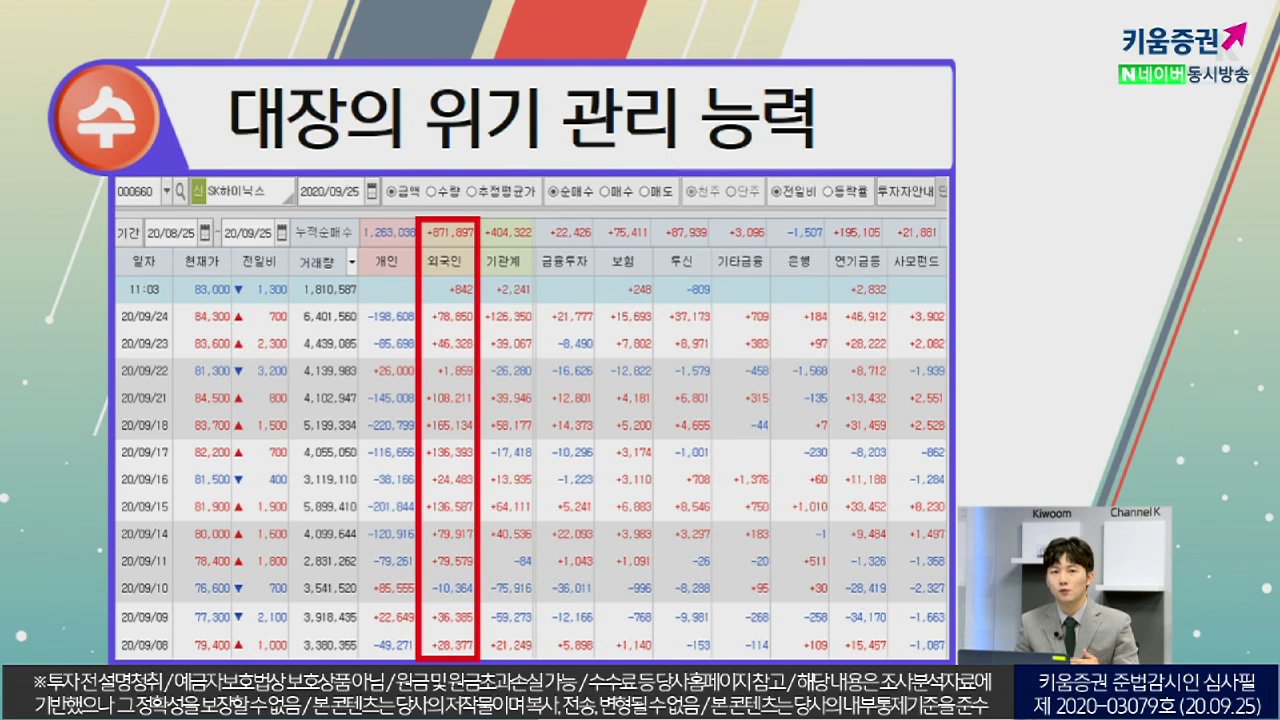 키움증권
N네이버 동시방송
수
대장의 위기 관리 능력
000660 신 SK하이닉스 2020/09/25 금액 수량 추정평균가 순매수 매수 매도 천주 단주 전일비 등락률 투자자안내
기간 20/08/25 ~ 20/09/25 누적순매수 1,263,038 +871,897 +404,322 +22,426 +75,411 +87,939 +3,096 -1,507 +195,105 +21,881
일자 현재가 전일비 거래량 개인 외국인 기관계 금융투자 보험 투신 기타금융 은행 연기금등 사모펀드
11:03 83,000 ▼ 1,300 1,810,587 +842 +2,241 +248 -809 +2,832
20/09/24 84,300 ▲ 700 6,401,560 -198,608 +78,850 +126,350 +21,777 +15,693 +37,173 +709 +184 +46,912 +3,902
20/09/23 83,600 ▲ 2,300 4,439,085 -85,698 +46,328 +39,067 -8,490 +7,802 +8,971 +383 +97 +28,222 +2,082
20/09/22 81,300 ▼ 3,200 4,139,983 +26,000 +1,859 -26,280 -16,626 -12,822 -1,579 -458 -1,568 +8,712 -1,939
20/09/21 84,500 ▲ 800 4,102,947 -145,008 +108,211 +39,946 +12,801 +4,181 +6,801 +315 -135 +13,432 +2,551
20/09/18 83,700 ▲ 1,500 5,199,334 -220,799 +165,134 +58,177 +14,373 +5,200 +4,655 -44 +7 +31,459 +2,528
20/09/17 82,200 ▲ 700 4,055,050 -116,656 +136,393 -17,418 -10,296 +3,174 -1,001 -230 -8,203 -862
20/09/16 81,500 ▼ 400 3,119,110 -38,166 +24,483 +13,935 -1,223 +3,110 +708 +1,376 +60 +11,188 -1,284
20/09/15 81,900 ▲ 1,900 5,899,410 -201,844 +136,587 +64,111 +5,241 +6,883 +8,546 +750 +1,010 +33,452 +8,230
20/09/14 80,000 ▲ 1,600 4,099,644 -120,916 +79,917 +40,536 +22,093 +3,983 +3,297 +183 -1 +9,484 +1,497
20/09/11 78,400 ▲ 1,800 2,831,262 -79,261 +79,579 -84 +1,043 +1,091 -26 -20 +511 -1,326 -1,358
20/09/10 76,600 ▼ 700 3,541,520 +85,555 -10,364 -75,916 -36,011 -996 -8,288 +95 +30 -28,419 -2,327
20/09/09 77,300 ▼ 2,100 3,918,435 +22,649 +36,385 -59,273 -12,166 -768 -9,981 -268 -258 -34,170 -1,663
20/09/08 79,400 ▲ 1,000 3,380,355 -49,271 +28,377 +21,249 +5,898 +1,140 -153 -114 +109 +15,457 -1,087
Kiwoom Channel K
※ 투자 전 설명청취 / 예금자보호법상 보호상품 아님 / 원금 및 원금초과손실 가능 / 수수료 등 당사홈페이지 참고 / 해당 내용은 조사분석자료에
기반했으나 그 정확성을 보장할 수 없음 / 본 콘텐츠는 당사의 저작물이며 복사, 전송, 변형될 수 없음 / 본 콘텐츠는 당사의 내부통제기준을 준수
키움증권 준법감시인 심사필
제 2020-03079호 (20.09.25)